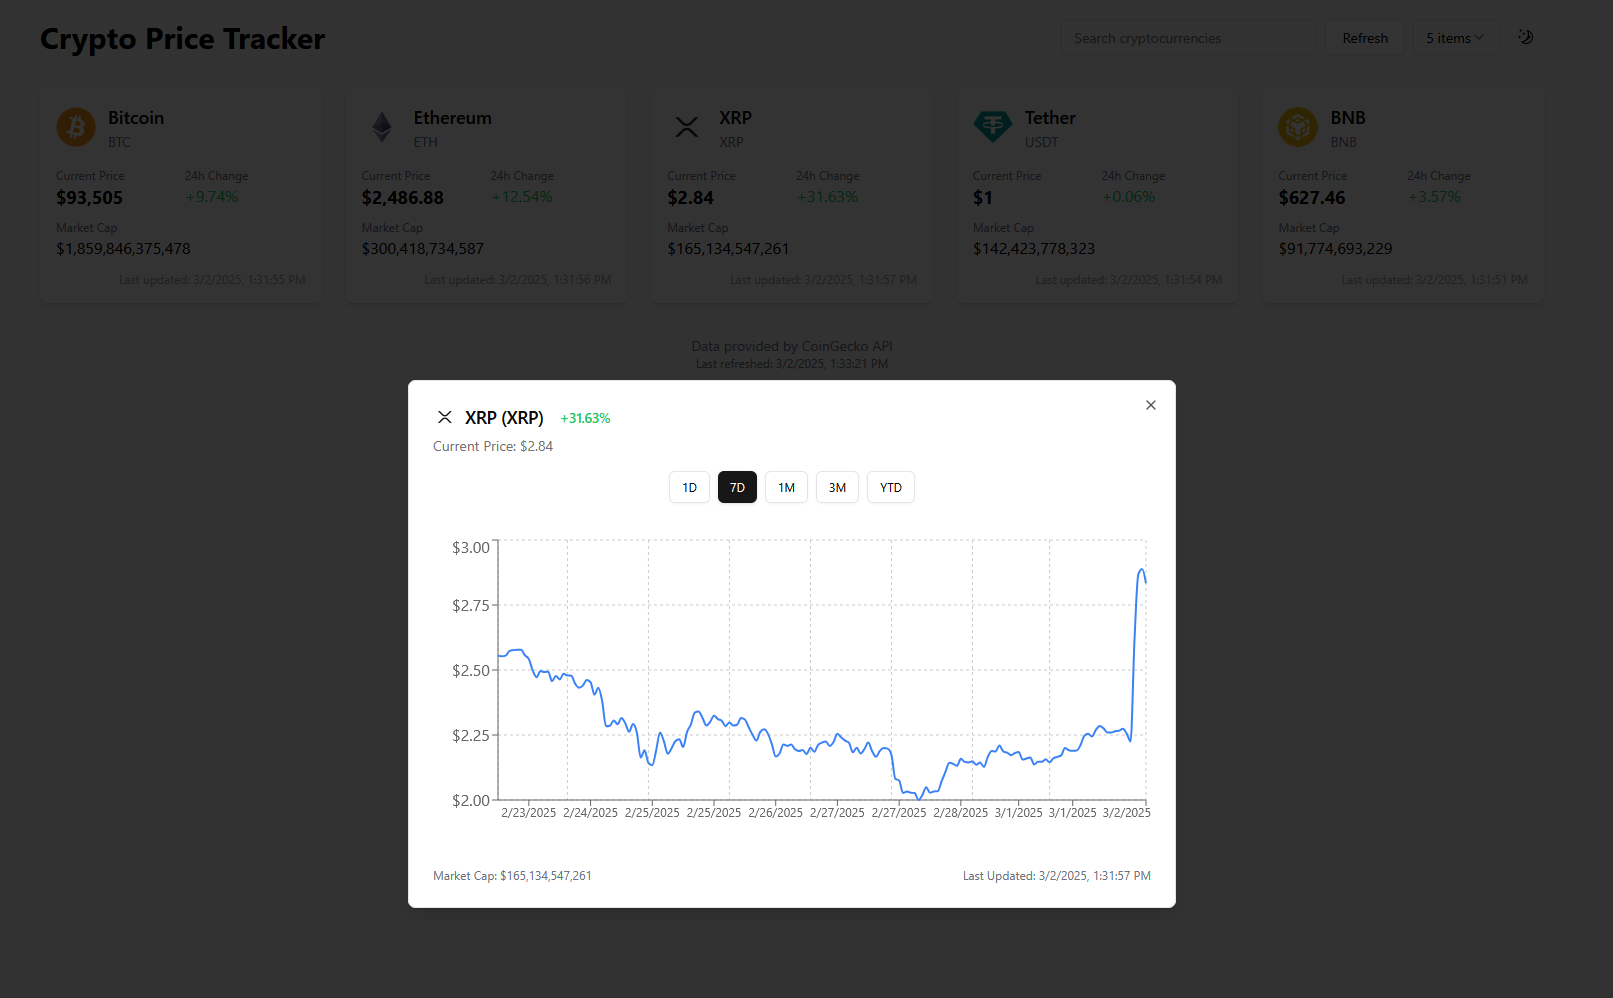 Crypto Price Tracker
Search cryptocurrencies
Refresh
5 items
Bitcoin
BTC
Current Price 24h Change
$93,505 +9.74%
Market Cap
$1,859,846,375,478
Last updated: 3/2/2025, 1:31:55 PM
Ethereum
ETH
Current Price 24h Change
$2,486.88 +12.54%
Market Cap
$300,418,734,587
Last updated: 3/2/2025, 1:31:56 PM
XRP
XRP
Current Price 24h Change
$2.84 +31.63%
Market Cap
$165,134,547,261
Last updated: 3/2/2025, 1:31:57 PM
Tether
USDT
Current Price 24h Change
$1 +0.06%
Market Cap
$142,423,778,323
Last updated: 3/2/2025, 1:31:54 PM
BNB
BNB
Current Price 24h Change
$627.46 +3.57%
Market Cap
$91,774,693,229
Last updated: 3/2/2025, 1:31:51 PM
Data provided by CoinGecko API
Last refreshed: 3/2/2025, 1:33:21 PM
XRP (XRP) +31.63%
Current Price: $2.84
1D 7D 1M 3M YTD
$3.00
$2.75
$2.50
$2.25
$2.00
2/23/2025 2/24/2025 2/25/2025 2/25/2025 2/26/2025 2/27/2025 2/27/2025 2/28/2025 3/1/2025 3/1/2025 3/2/2025
Market Cap: $165,134,547,261
Last Updated: 3/2/2025, 1:31:57 PM